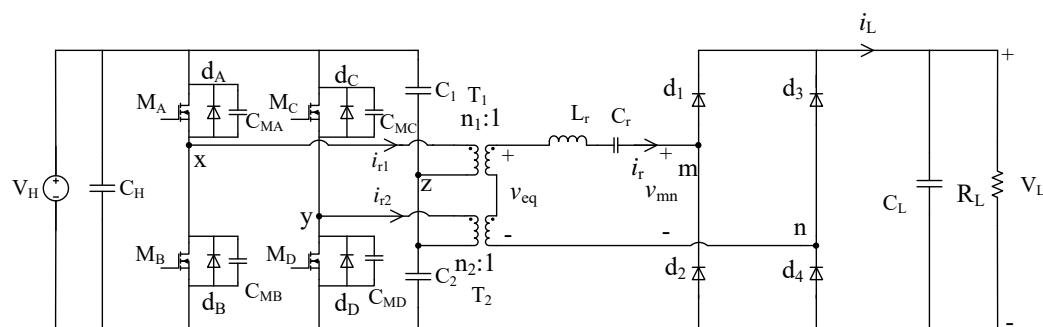 i_L
+
d_A
d_C
C_1
T_1
n_1:1
d_1
d_3
M_A
M_C
C_MA
C_MC
L_r
C_r
x
i_r1
z
+
i_r
+
m
v_mn
V_H
+
-
C_H
i_r2
v_eq
C_L
R_L
V_L
y
-
-
n
M_B
M_D
n_2:1
C_2
T_2
d_2
d_4
C_MB
C_MD
d_B
d_D
-